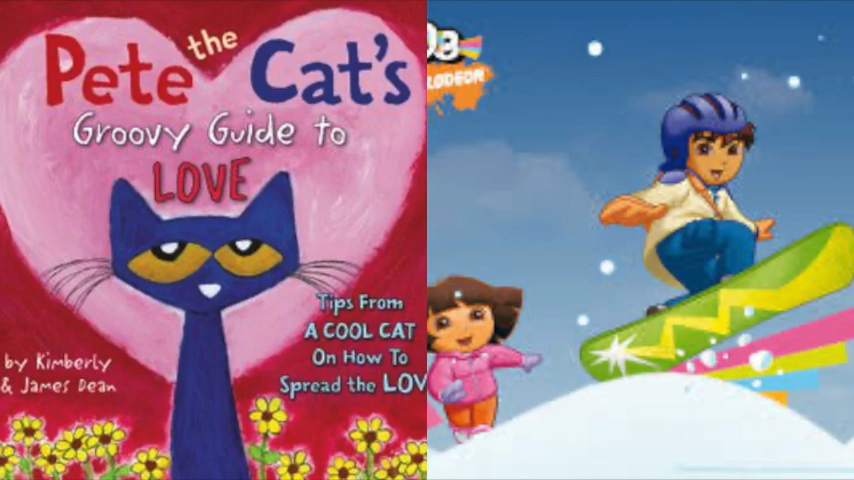 Pete the Cat's
Groovy Guide to
LOVE
Tips From
A COOL CAT
On How To
Spread the LOV
by Kimberly
& James Dean
LODEON